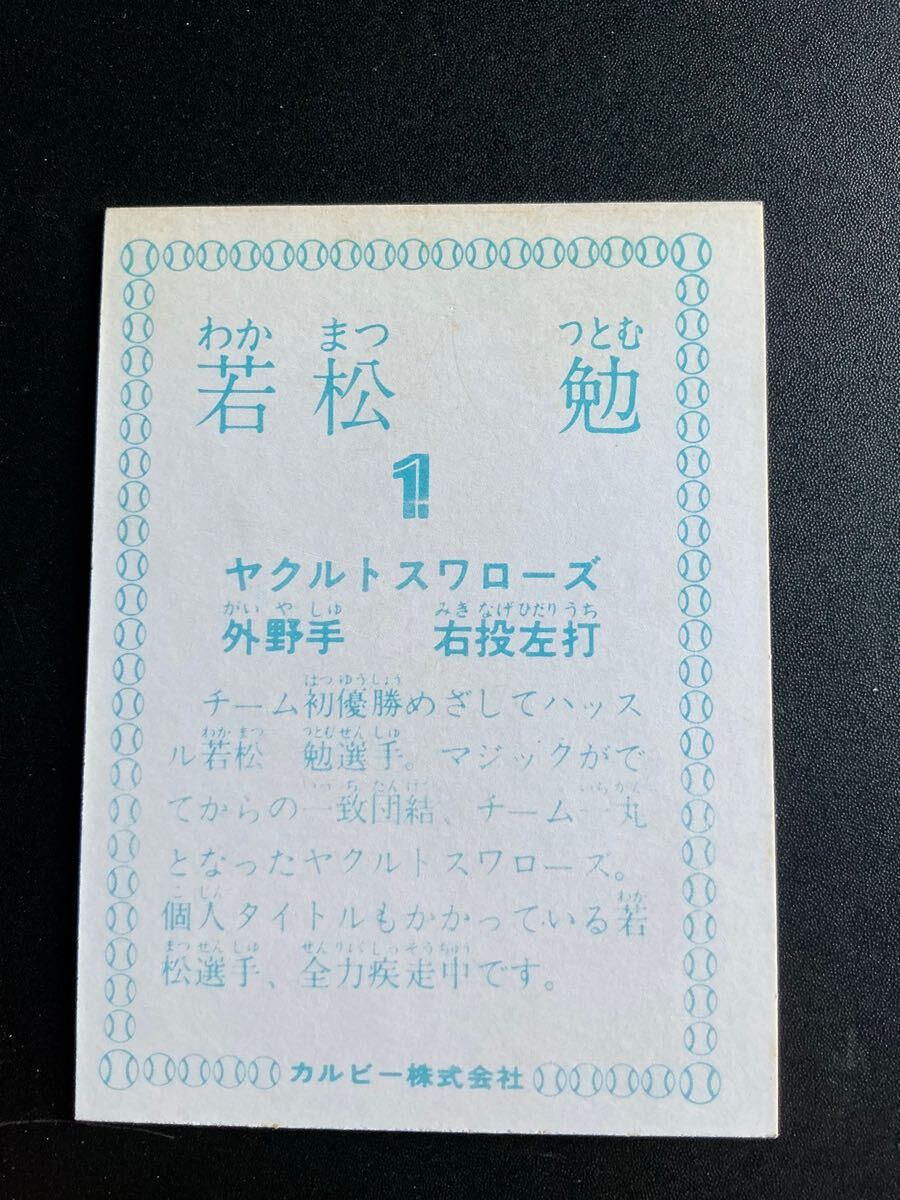 わか まつ つとむ
若松 勉
1
ヤクルトスワローズ
がいやしゅ みぎなげひだりうち
外野手 右投左打
はつゆうしょう
チーム初優勝めざしてハッス
わかまつ つとむせんしゅ
ル若松 勉選手。マジックがで
いっちだんけつ いちがん
てからの一致団結、チーム一丸
となったヤクルトスワローズ。
こじん わか
個人タイトルもかかっている若
まつせんしゅ ぜんりょくしっそうちゅう
松選手、全力疾走中です。
カルビー株式会社